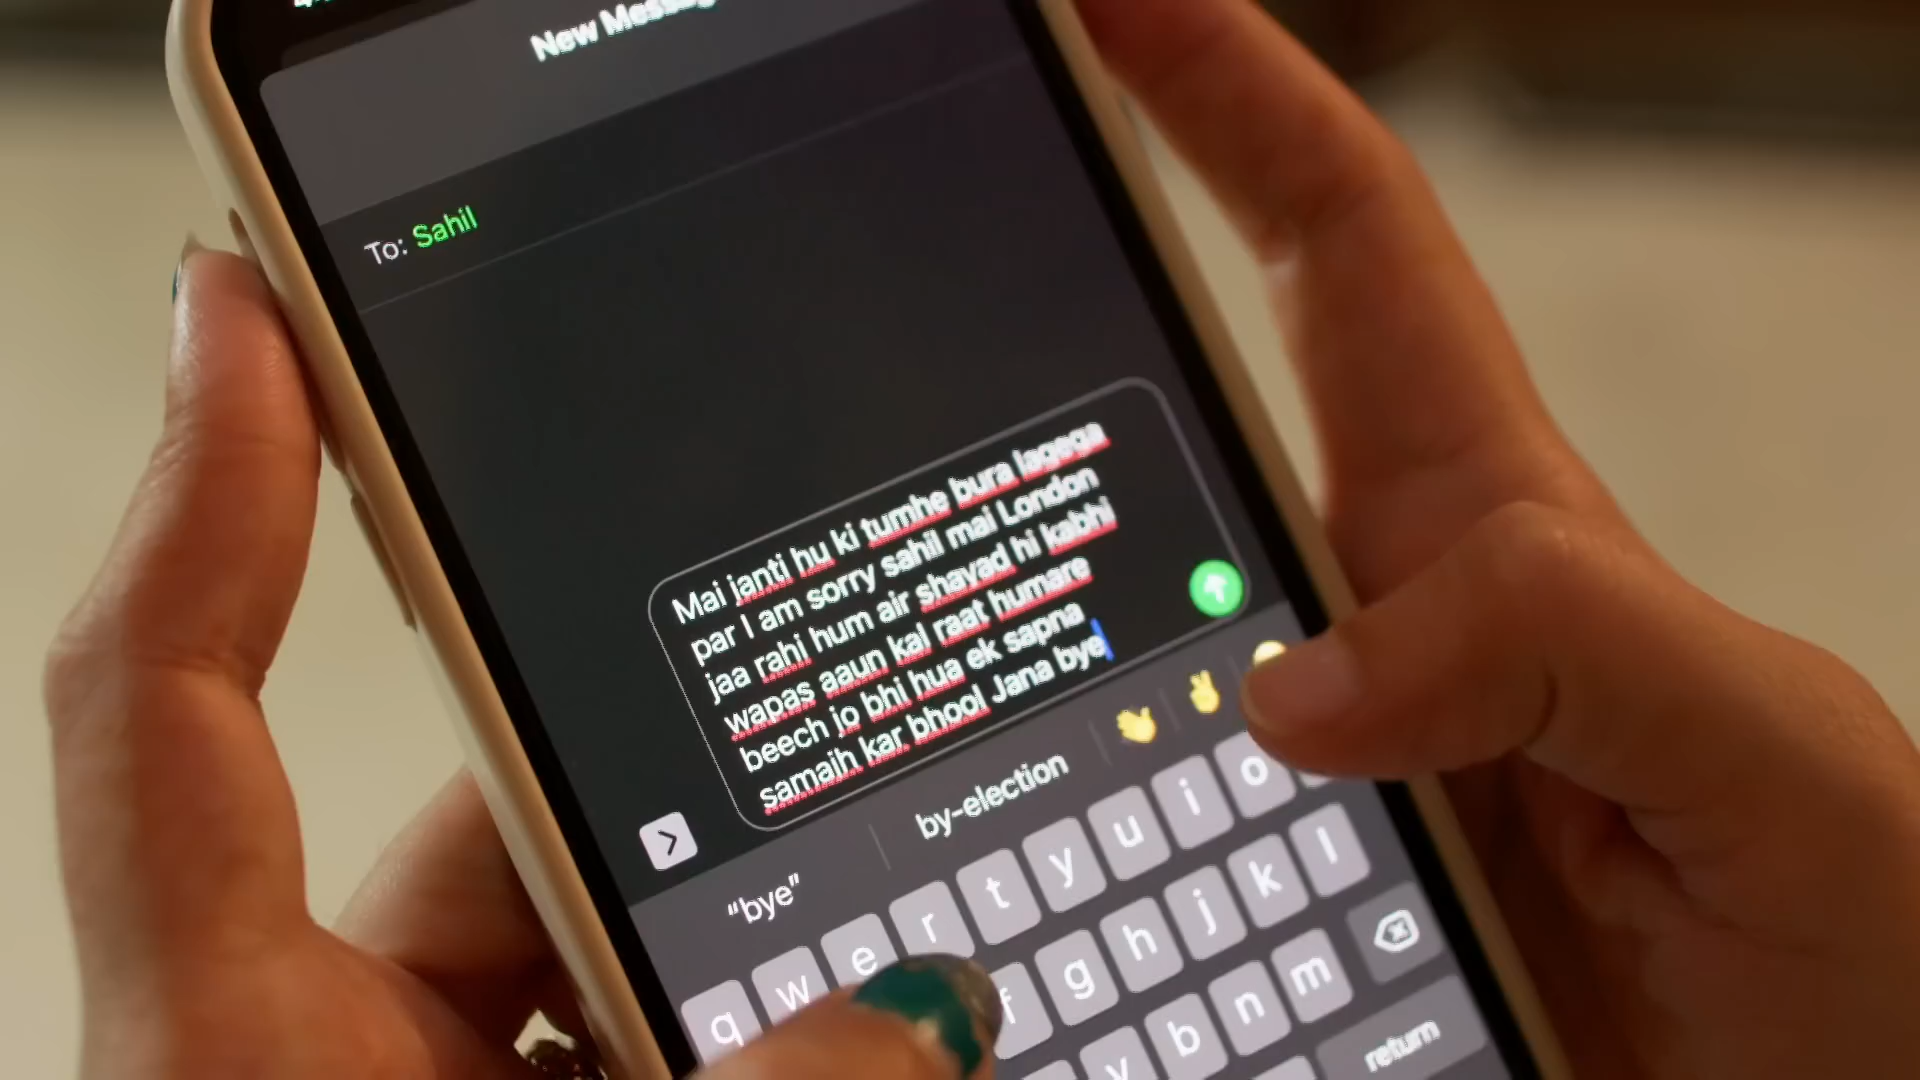 New Messag
To: Sahil
Mai janti hu ki tumhe bura lagega
par I am sorry sahil mai London
jaa rahi hum air shayad hi kabhi
wapas aaun kal raat humare
beech jo bhi hua ek sapna
samajh kar bhool Jana bye
"bye"
by-election
q w e r t y u i o
f g h j k l
v b n m
return